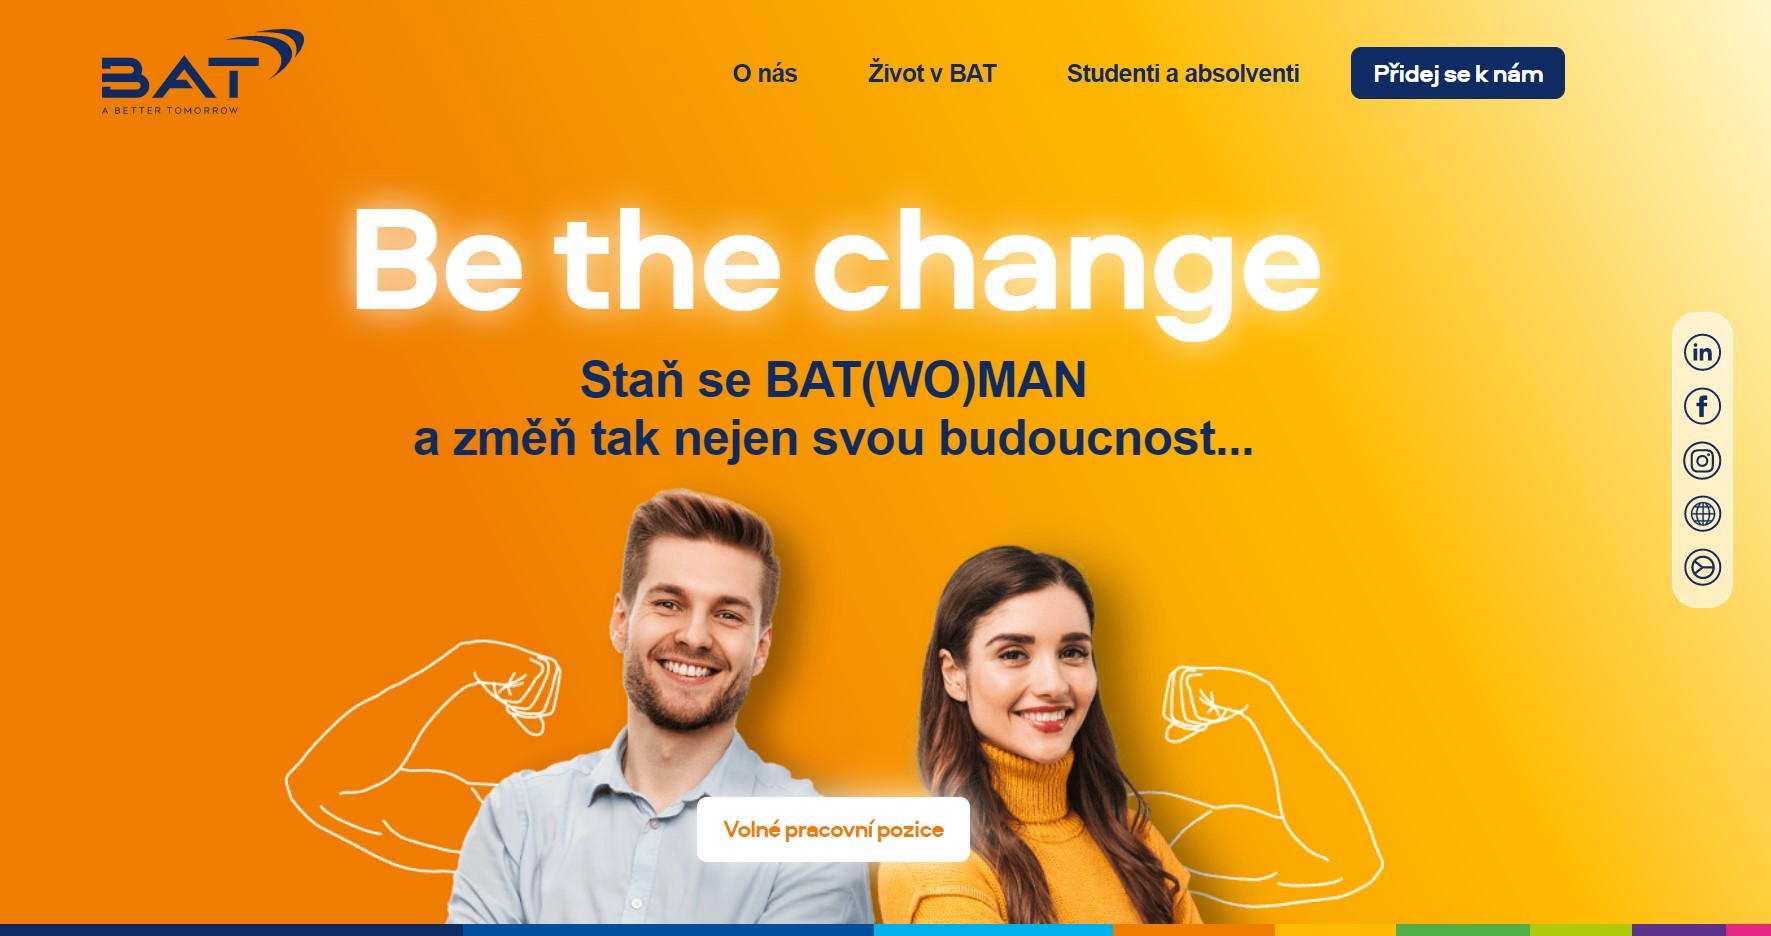 BAT
A BETTER TOMORROW
O nás
Život v BAT
Studenti a absolventi
Přidej se k nám
Be the change
Staň se BAT(WO)MAN
a změň tak nejen svou budoucnost...
in
f
Volné pracovní pozice